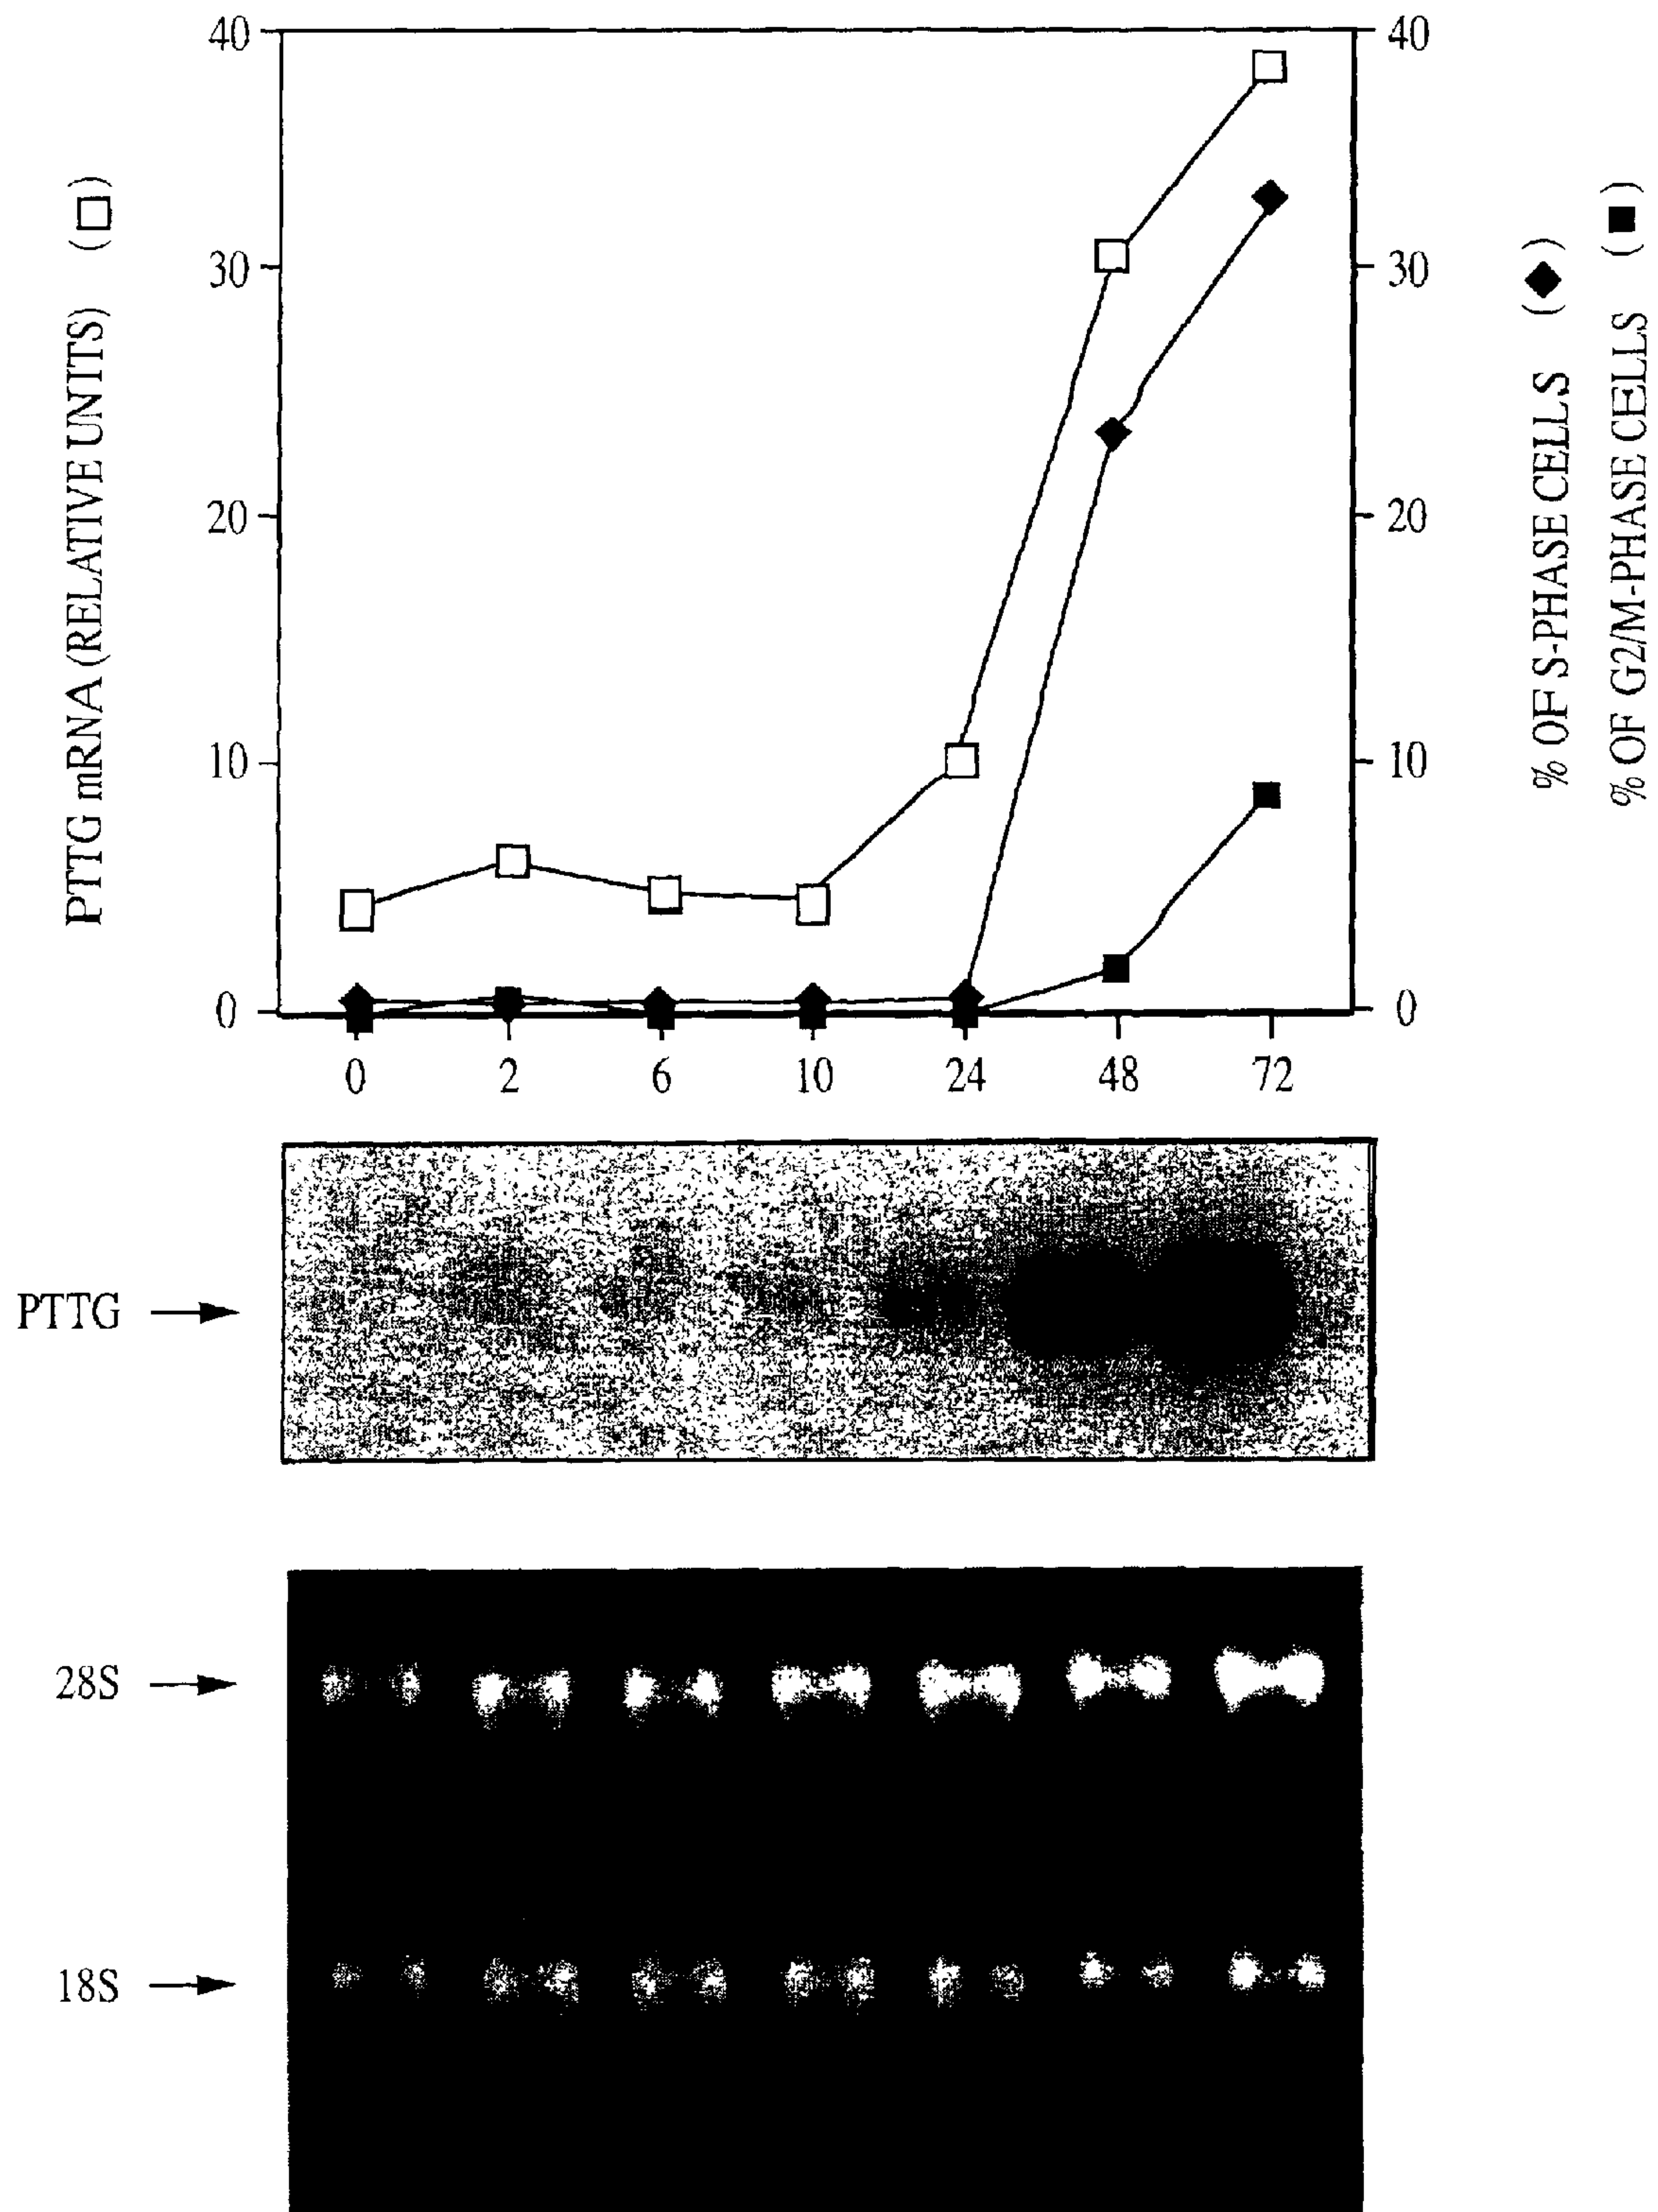 PTTG mRNA (RELATIVE UNITS) (□)
40
30
20
10
0
40
30
20
10
0
% OF S-PHASE CELLS (◆)
% OF G2/M-PHASE CELLS (■)
0 2 6 10 24 48 72
PTTG
28S
18S